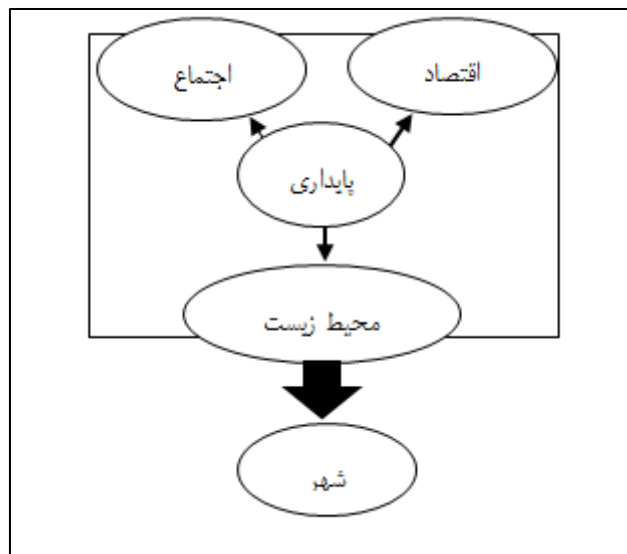 اقتصاد
اجتماع
پایداری
محیط زیست
شهر